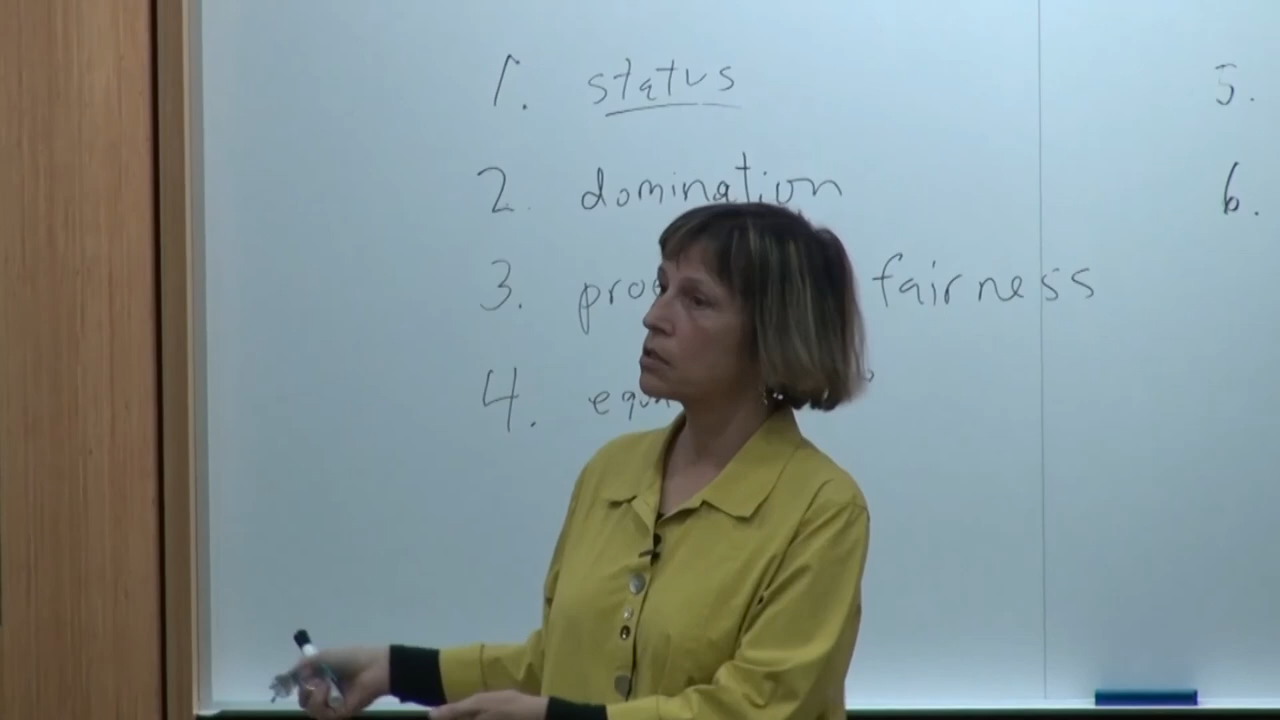 1. status
2. domination
3. fairness
4.
5.
6.